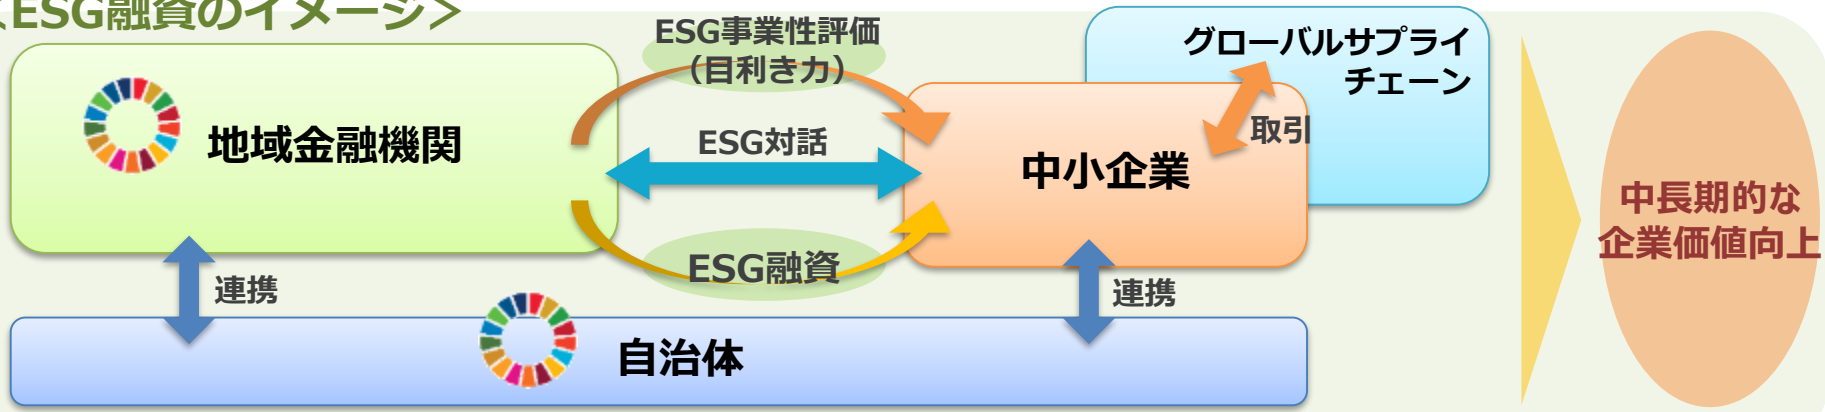 <ESG融資のイメージ>
ESG事業性評価
（目利き力）
グローバルサプライ
チェーン
地域金融機関
ESG対話
取引
中小企業
中長期的な
企業価値向上
ESG融資
連携
連携
自治体